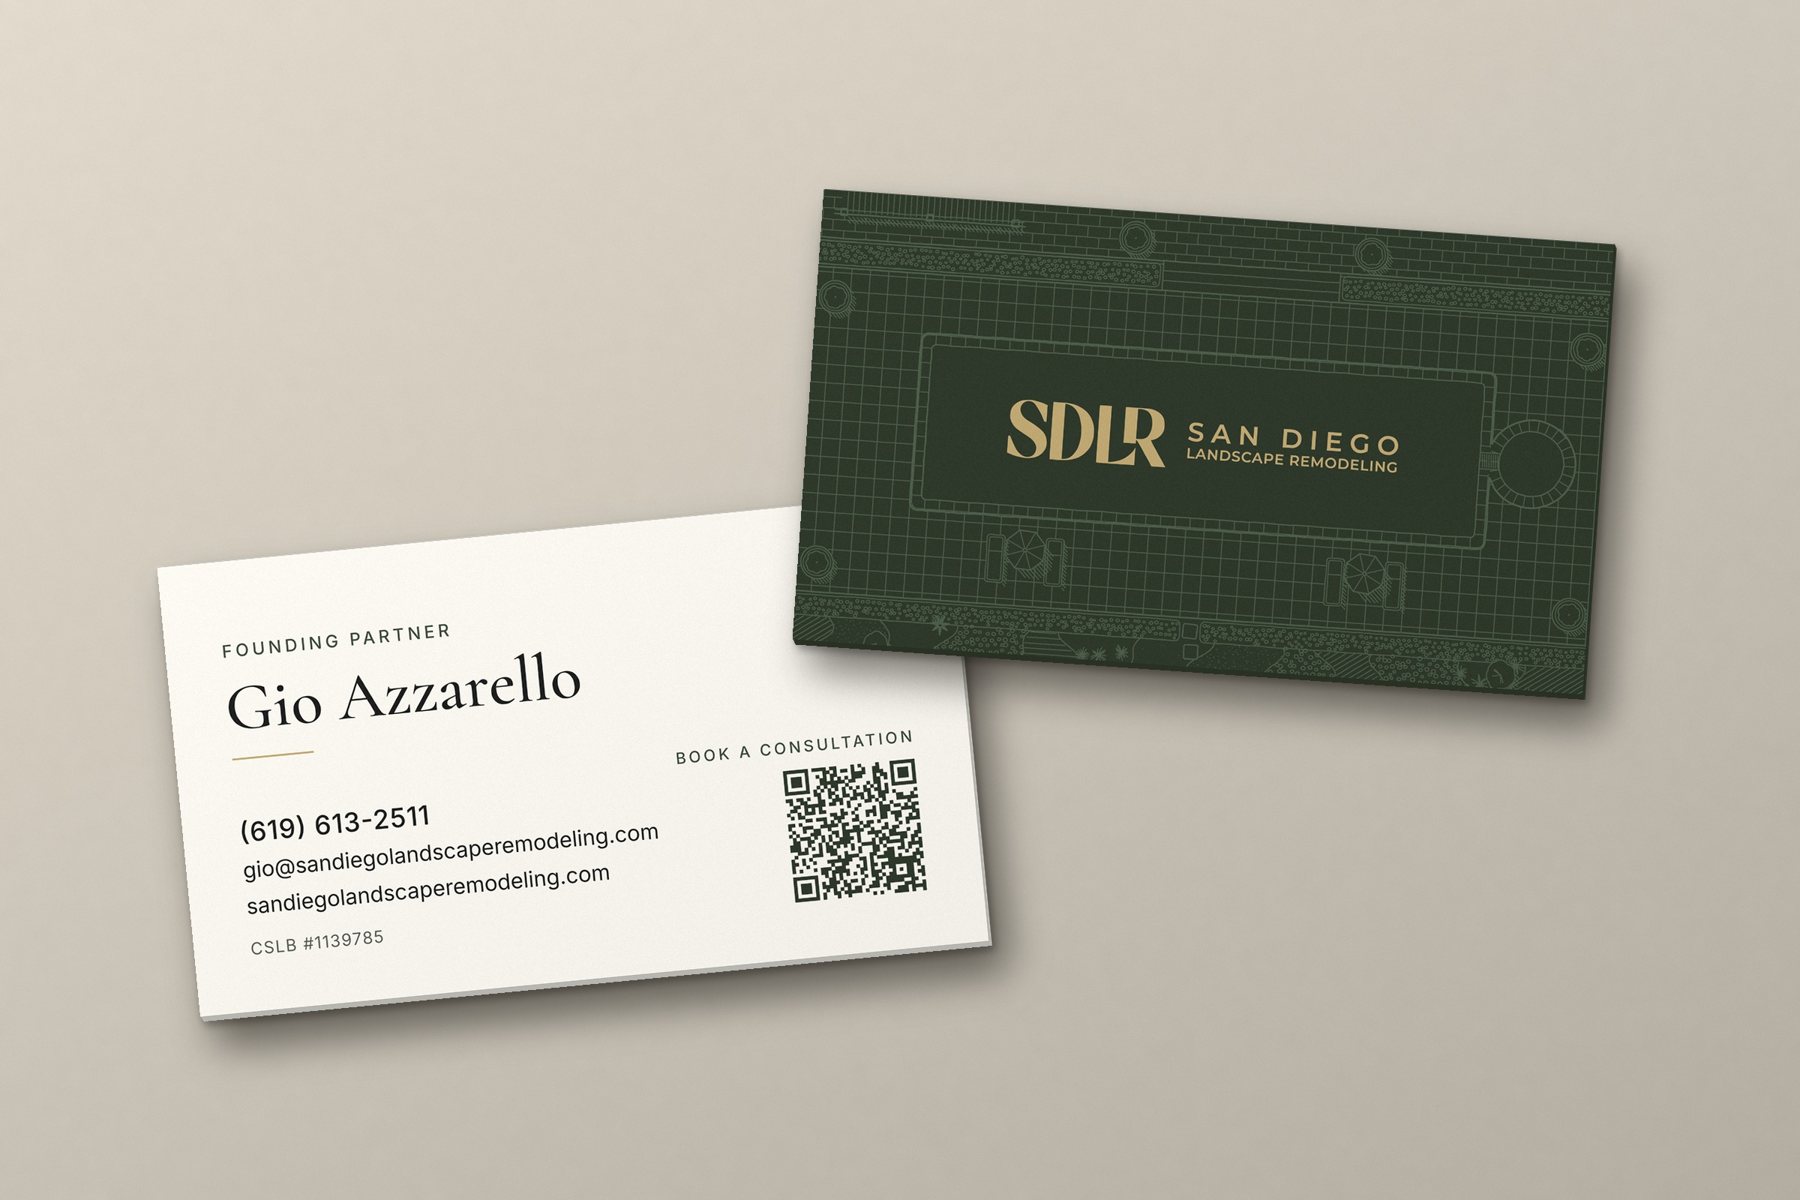 SDLR
SAN DIEGO
LANDSCAPE REMODELING
FOUNDING PARTNER
Gio Azzarello
BOOK A CONSULTATION
(619) 613-2511
gio@sandiegolandscaperemodeling.com
sandiegolandscaperemodeling.com
CSLB #1139785